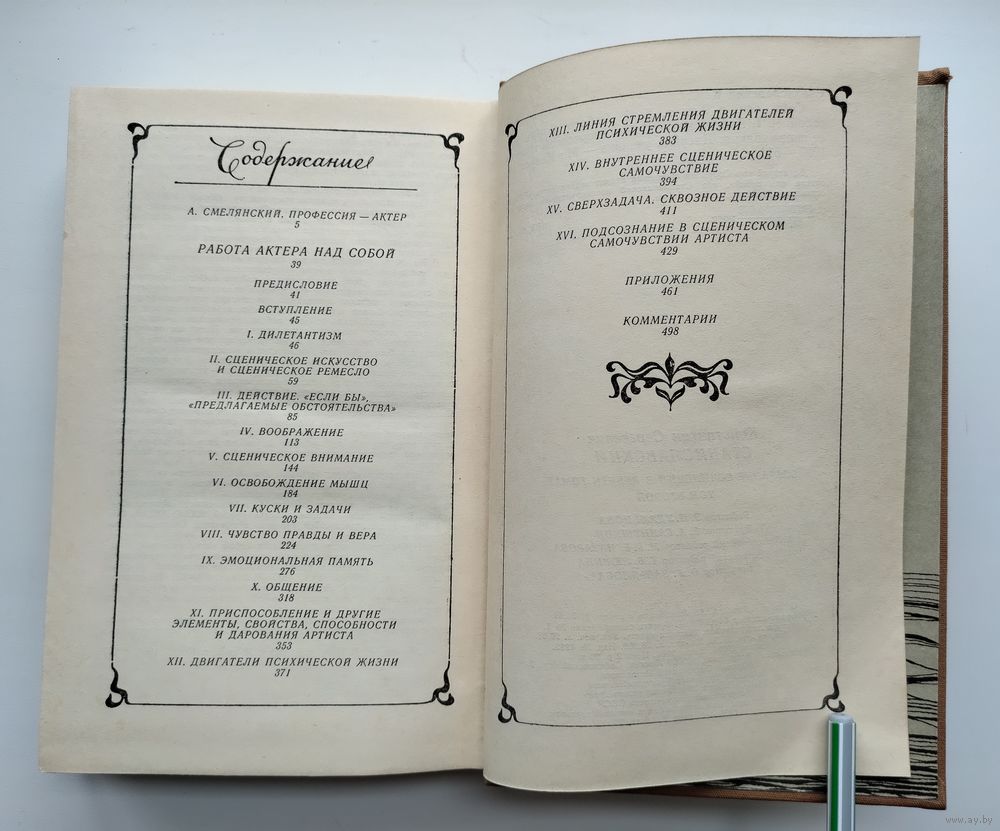 Содержание
А. СМЕЛЯНСКИЙ. ПРОФЕССИЯ — АКТЕР
5
РАБОТА АКТЕРА НАД СОБОЙ
39
ПРЕДИСЛОВИЕ
41
ВСТУПЛЕНИЕ
45
I. ДИЛЕТАНТИЗМ
46
II. СЦЕНИЧЕСКОЕ ИСКУССТВО
И СЦЕНИЧЕСКОЕ РЕМЕСЛО
59
III. ДЕЙСТВИЕ. «ЕСЛИ БЫ»,
«ПРЕДЛАГАЕМЫЕ ОБСТОЯТЕЛЬСТВА»
85
IV. ВООБРАЖЕНИЕ
113
V. СЦЕНИЧЕСКОЕ ВНИМАНИЕ
144
VI. ОСВОБОЖДЕНИЕ МЫШЦ
184
VII. КУСКИ И ЗАДАЧИ
203
VIII. ЧУВСТВО ПРАВДЫ И ВЕРА
224
IX. ЭМОЦИОНАЛЬНАЯ ПАМЯТЬ
276
X. ОБЩЕНИЕ
318
XI. ПРИСПОСОБЛЕНИЕ И ДРУГИЕ
ЭЛЕМЕНТЫ, СВОЙСТВА, СПОСОБНОСТИ
И ДАРОВАНИЯ АРТИСТА
353
XII. ДВИГАТЕЛИ ПСИХИЧЕСКОЙ ЖИЗНИ
371
XIII. ЛИНИЯ СТРЕМЛЕНИЯ ДВИГАТЕЛЕЙ
ПСИХИЧЕСКОЙ ЖИЗНИ
383
XIV. ВНУТРЕННЕЕ СЦЕНИЧЕСКОЕ
САМОЧУВСТВИЕ
394
XV. СВЕРХЗАДАЧА. СКВОЗНОЕ ДЕЙСТВИЕ
411
XVI. ПОДСОЗНАНИЕ В СЦЕНИЧЕСКОМ
САМОЧУВСТВИИ АРТИСТА
429
ПРИЛОЖЕНИЯ
461
КОММЕНТАРИИ
498
www.ay.by